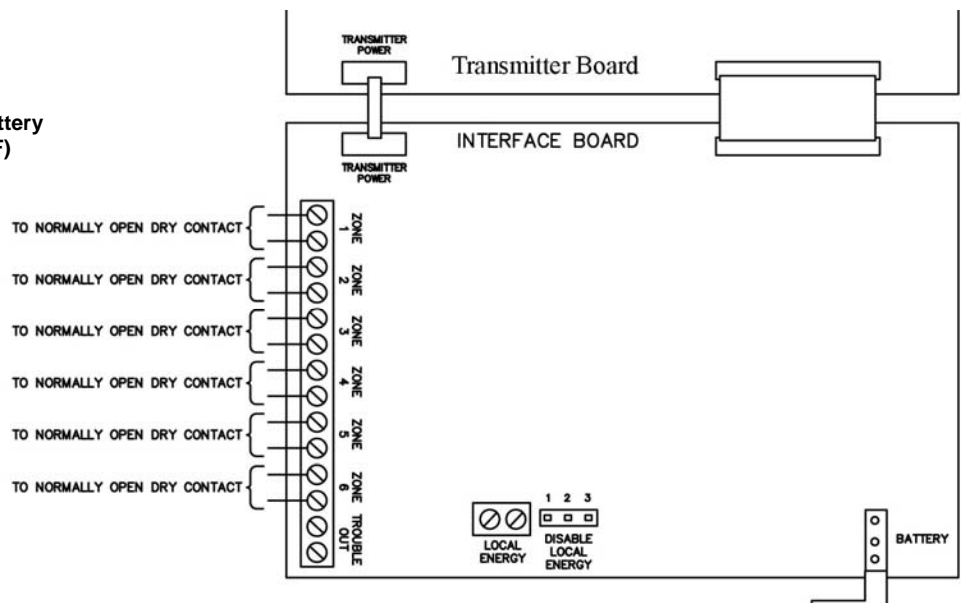 TRANSMITTER
POWER
Transmitter Board
INTERFACE BOARD
TRANSMITTER
POWER
TO NORMALLY OPEN DRY CONTACT
ZONE
1
TO NORMALLY OPEN DRY CONTACT
ZONE
2
TO NORMALLY OPEN DRY CONTACT
ZONE
3
TO NORMALLY OPEN DRY CONTACT
ZONE
4
TO NORMALLY OPEN DRY CONTACT
ZONE
5
TO NORMALLY OPEN DRY CONTACT
ZONE
6
TROUBLE
OUT
LOCAL
ENERGY
1 2 3
DISABLE
LOCAL
ENERGY
BATTERY